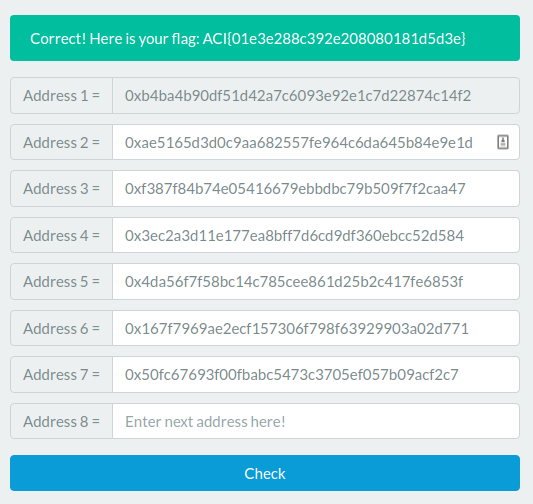 Correct! Here is your flag: ACI{01e3e288c392e208080181d5d3e}
Address 1 = 0xb4ba4b90df51d42a7c6093e92e1c7d22874c14f2
Address 2 = 0xae5165d3d0c9aa682557fe964c6da645b84e9e1d
Address 3 = 0xf387f84b74e05416679ebbdbc79b509f7f2caa47
Address 4 = 0x3ec2a3d11e177ea8bff7d6cd9df360ebcc52d584
Address 5 = 0x4da56f7f58bc14c785cee861d25b2c417fe6853f
Address 6 = 0x167f7969ae2ecf157306f798f63929903a02d771
Address 7 = 0x50fc67693f00fbabc5473c3705ef057b09acf2c7
Address 8 = Enter next address here!
Check